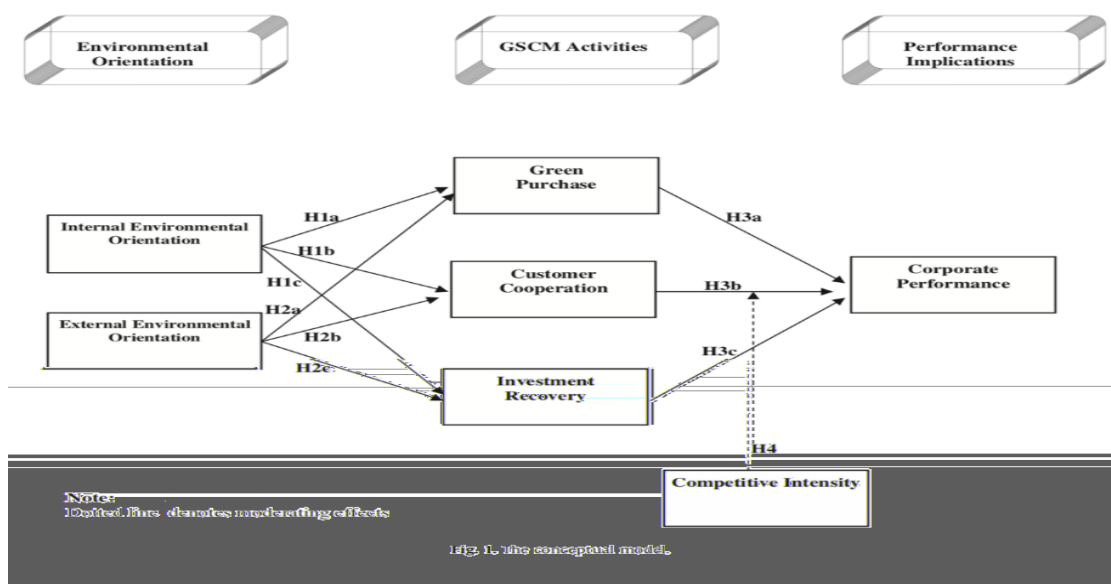 Environmental
Orientation
GSCM Activities
Performance
Implications
Green
Purchase
H1a
H3a
Internal Environmental
Orientation
H1b
Customer
Cooperation
Corporate
Performance
H1c
H3b
H2a
External Environmental
Orientation
H2b
H3c
H2c
Investment
Recovery
H4
Competitive Intensity
Note:
Dotted line denotes moderating effects
Fig. 1. The conceptual model.